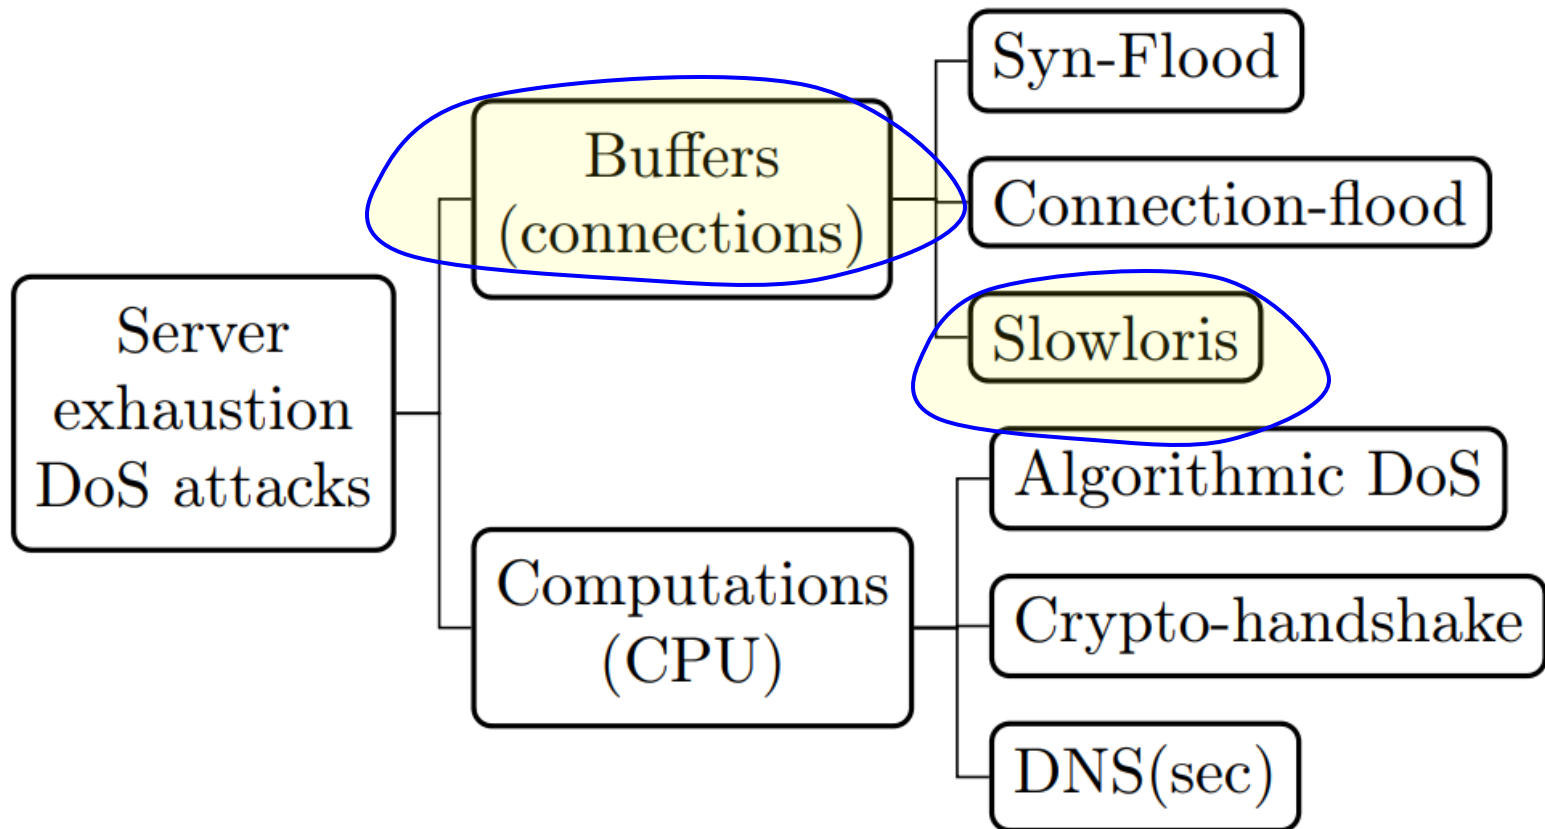 Server
exhaustion
DoS attacks
Buffers
(connections)
Syn-Flood
Connection-flood
Slowloris
Computations
(CPU)
Algorithmic DoS
Crypto-handshake
DNS(sec)